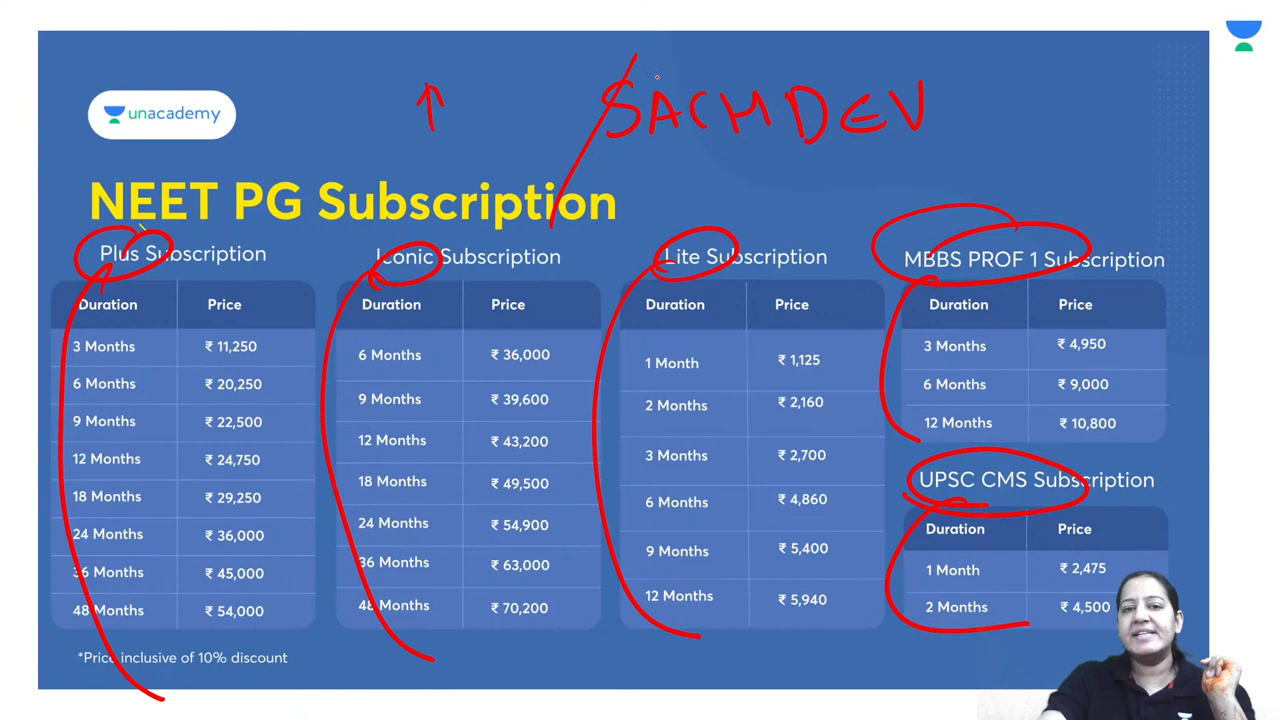 SACHDEV
unacademy
NEET PG Subscription
Plus Subscription
Duration Price
3 Months ₹ 11,250
6 Months ₹ 20,250
9 Months ₹ 22,500
12 Months ₹ 24,750
18 Months ₹ 29,250
24 Months ₹ 36,000
36 Months ₹ 45,000
48 Months ₹ 54,000
*Price inclusive of 10% discount
Iconic Subscription
Duration Price
6 Months ₹ 36,000
9 Months ₹ 39,600
12 Months ₹ 43,200
18 Months ₹ 49,500
24 Months ₹ 54,900
36 Months ₹ 63,000
48 Months ₹ 70,200
Lite Subscription
Duration Price
1 Month ₹ 1,125
2 Months ₹ 2,160
3 Months ₹ 2,700
6 Months ₹ 4,860
9 Months ₹ 5,400
12 Months ₹ 5,940
MBBS PROF 1 Subscription
Duration Price
3 Months ₹ 4,950
6 Months ₹ 9,000
12 Months ₹ 10,800
UPSC CMS Subscription
Duration Price
1 Month ₹ 2,475
2 Months ₹ 4,500